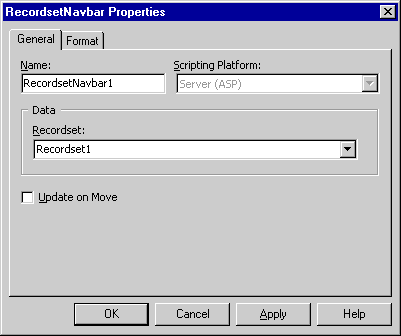 RecordsetNavbar Properties
General Format
Name: Scripting Platform:
RecordsetNavbar1 Server (ASP)
Data
Recordset:
Recordset1
Update on Move
OK Cancel Apply Help